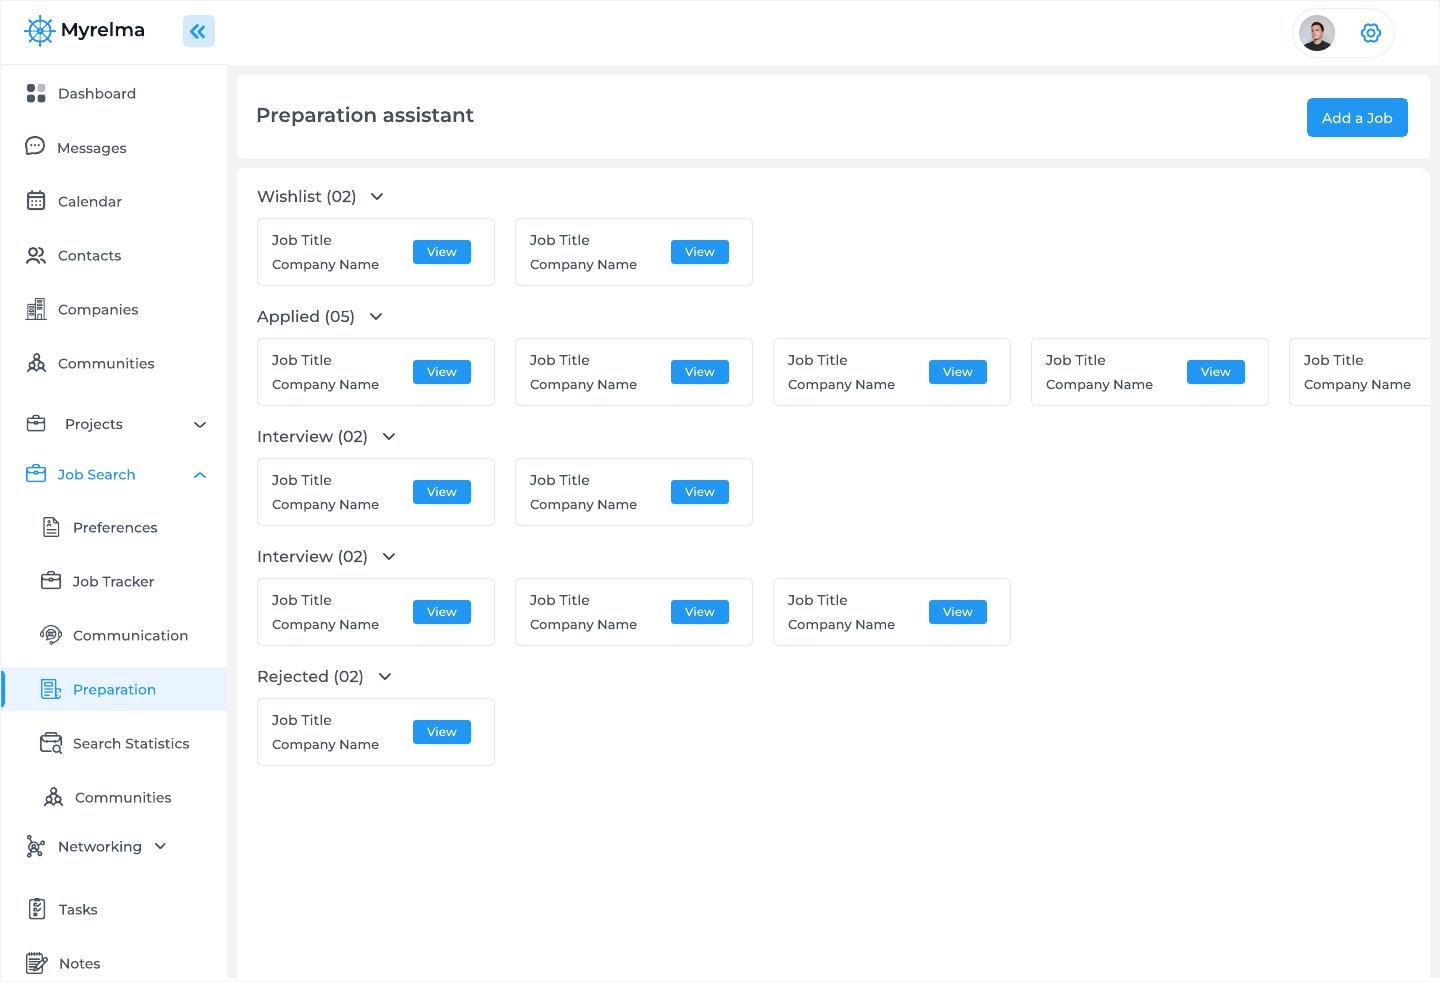 Myrelma
Dashboard
Messages
Calendar
Contacts
Companies
Communities
Projects
Job Search
Preferences
Job Tracker
Communication
Preparation
Search Statistics
Communities
Networking
Tasks
Notes
Preparation assistant
Add a Job
Wishlist (02)
Job Title
Company Name
View
Job Title
Company Name
View
Applied (05)
Job Title
Company Name
View
Job Title
Company Name
View
Job Title
Company Name
View
Job Title
Company Name
View
Job Title
Company Name
Interview (02)
Job Title
Company Name
View
Job Title
Company Name
View
Interview (02)
Job Title
Company Name
View
Job Title
Company Name
View
Job Title
Company Name
View
Rejected (02)
Job Title
Company Name
View